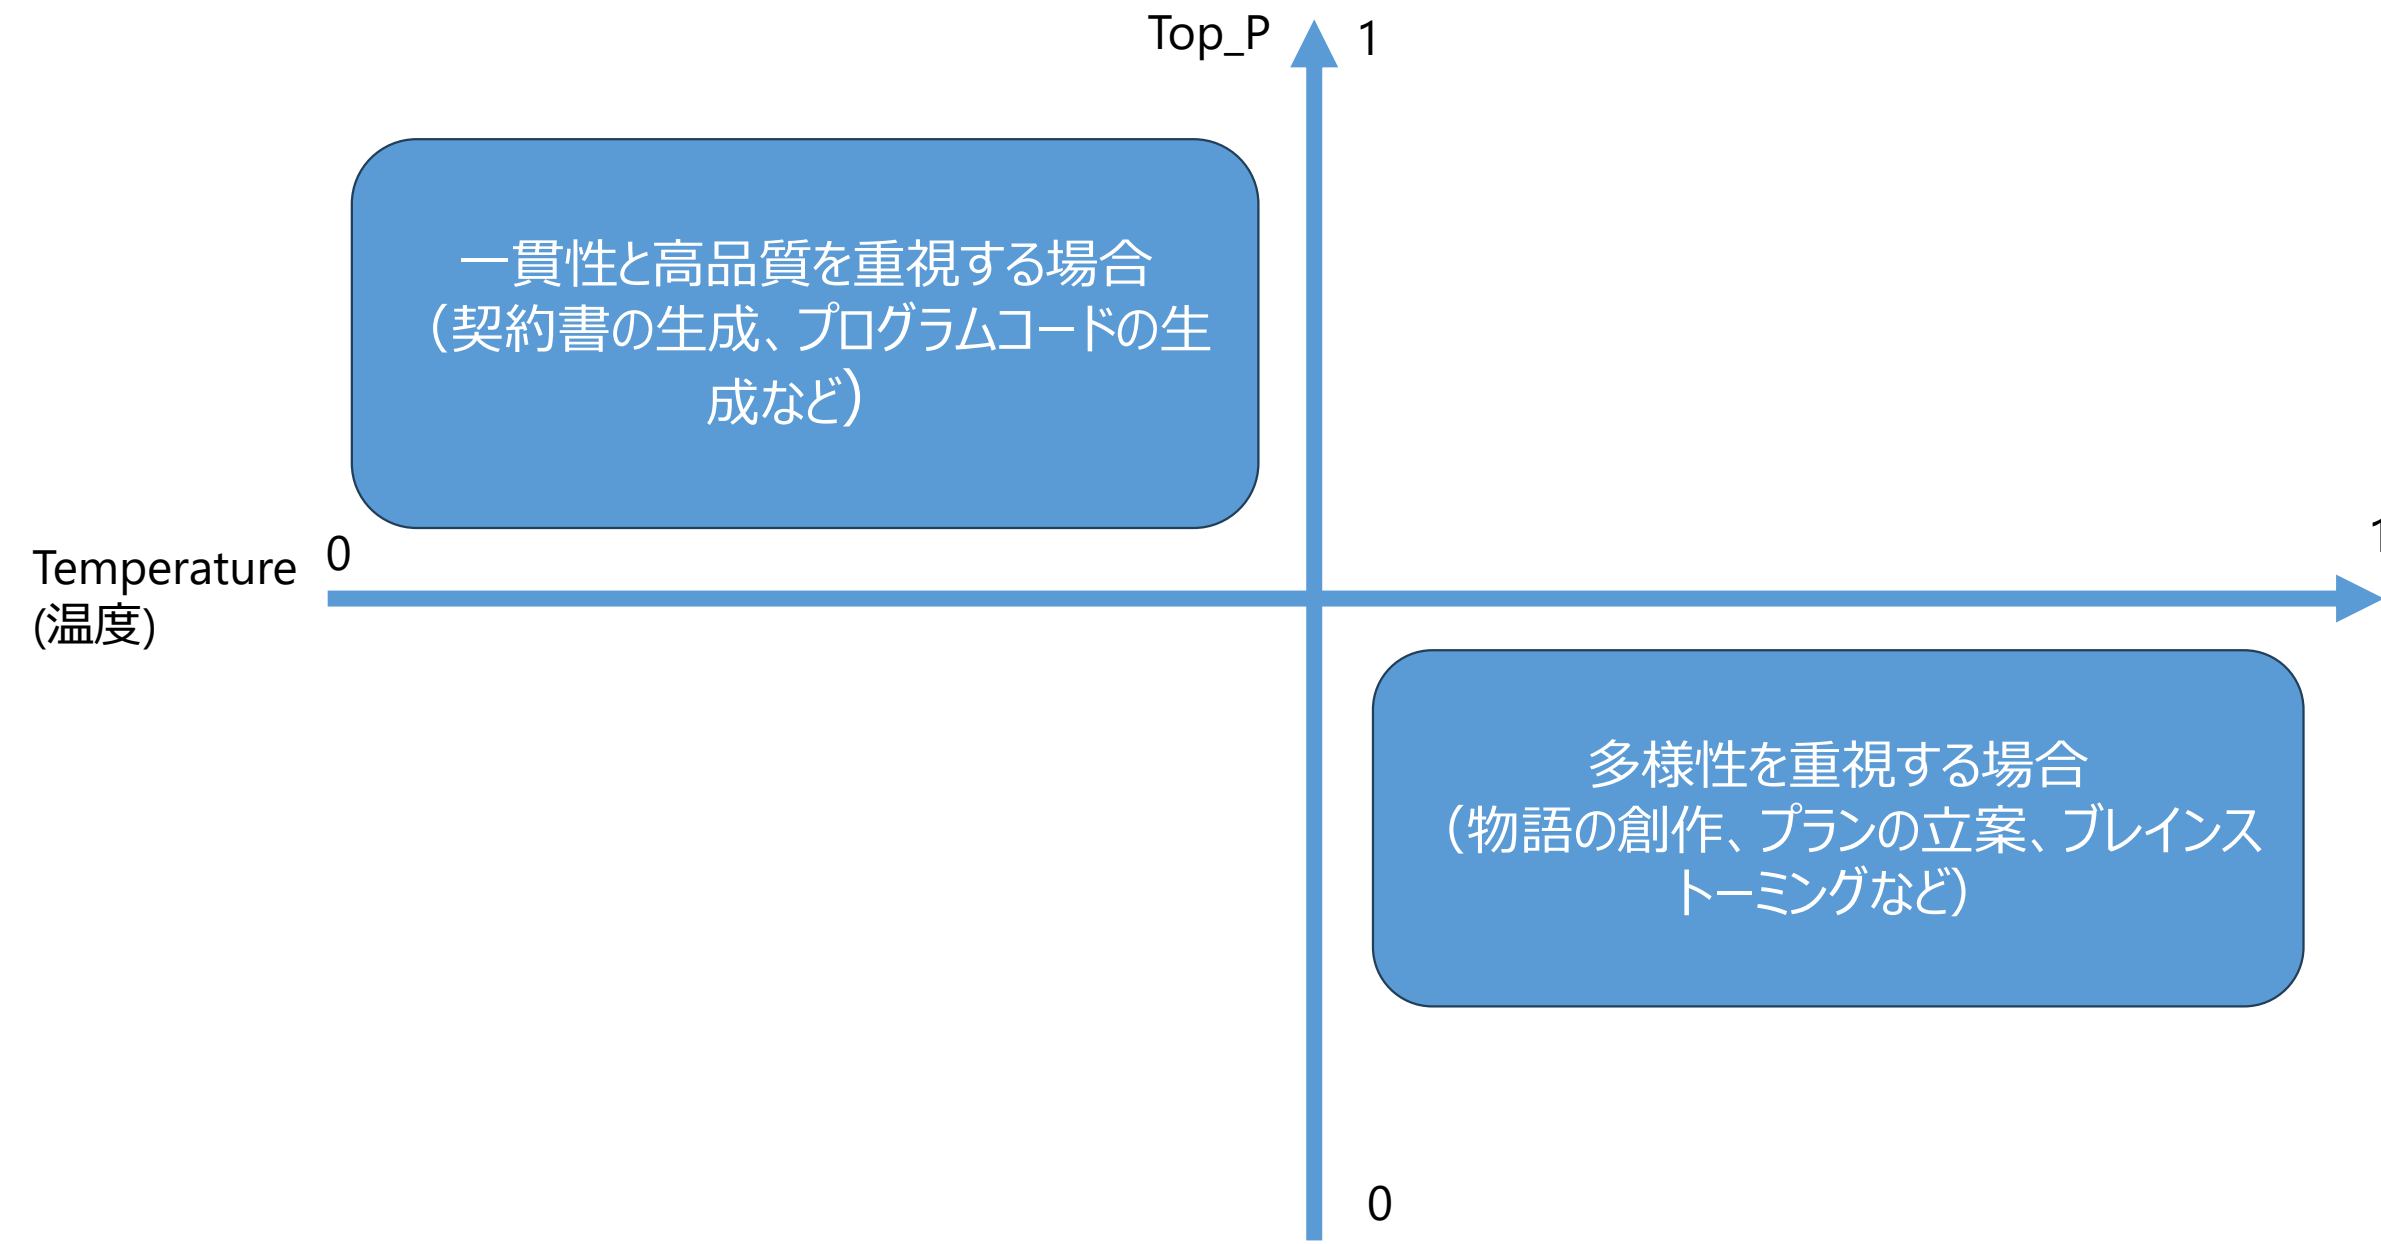 Top_P
1
一貫性と高品質を重視する場合
（契約書の生成、プログラムコードの生
成など）
0
1
Temperature
(温度)
多様性を重視する場合
（物語の創作、プランの立案、ブレインス
トーミングなど）
0